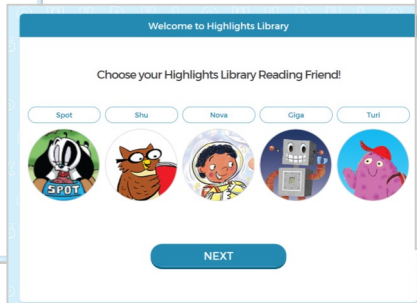 Welcome to Highlights Library
Choose your Highlights Library Reading Friend!
Spot Shu Nova Giga Turi
SPOT
NEXT